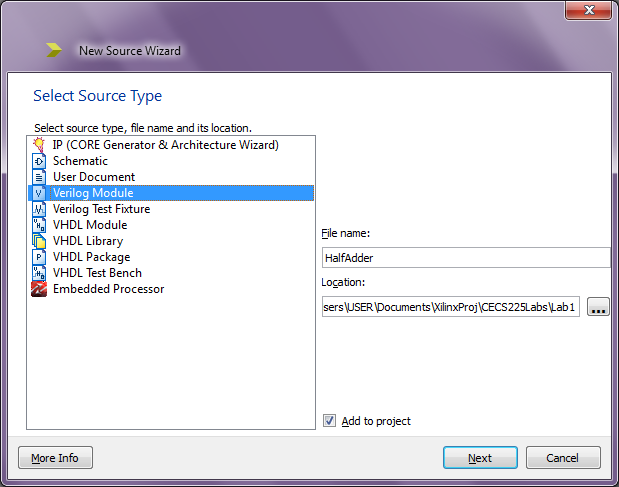 New Source Wizard
Select Source Type
Select source type, file name and its location.
IP (CORE Generator & Architecture Wizard)
Schematic
User Document
Verilog Module
Verilog Test Fixture
VHDL Module
VHDL Library
VHDL Package
VHDL Test Bench
Embedded Processor
File name:
HalfAdder
Location:
sers\USER\Documents\XilinxProj\CECS225Labs\Lab1
...
Add to project
More Info
Next
Cancel